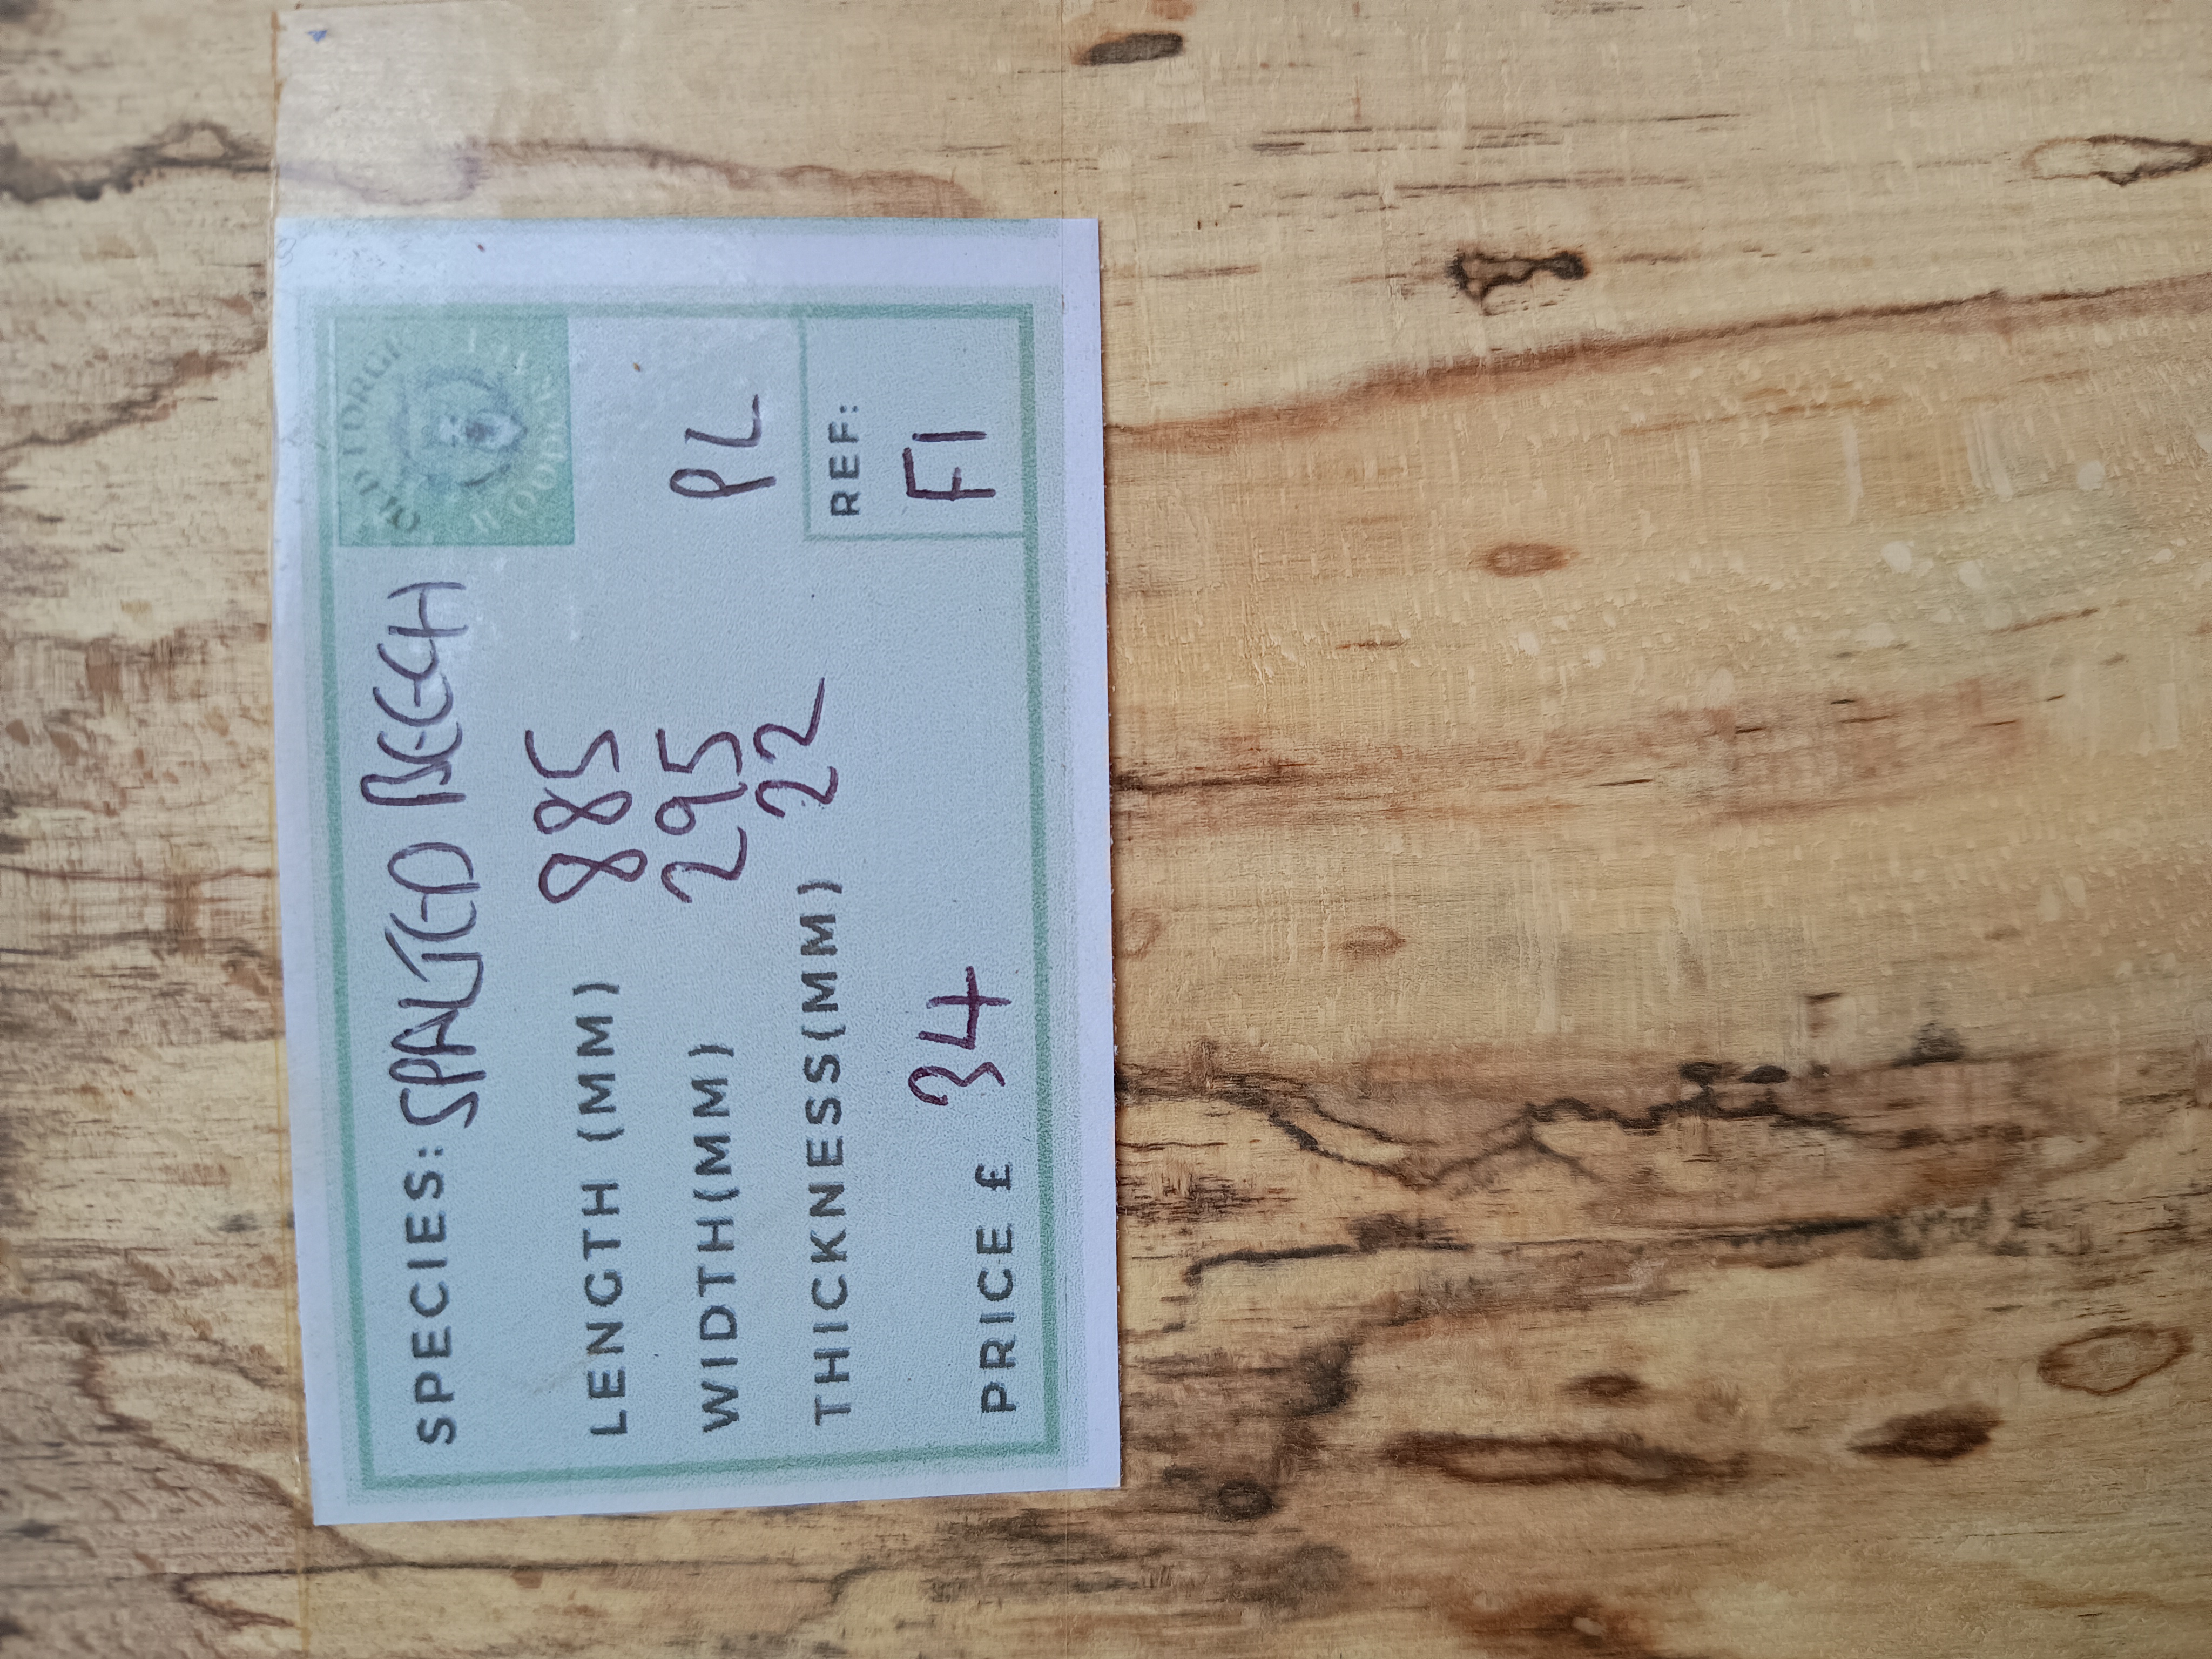 SPECIES: SPALTED BEECH
LENGTH (MM) 885
WIDTH(MM) 295 PL
THICKNESS(MM) 22
REF:
F1
PRICE £ 34